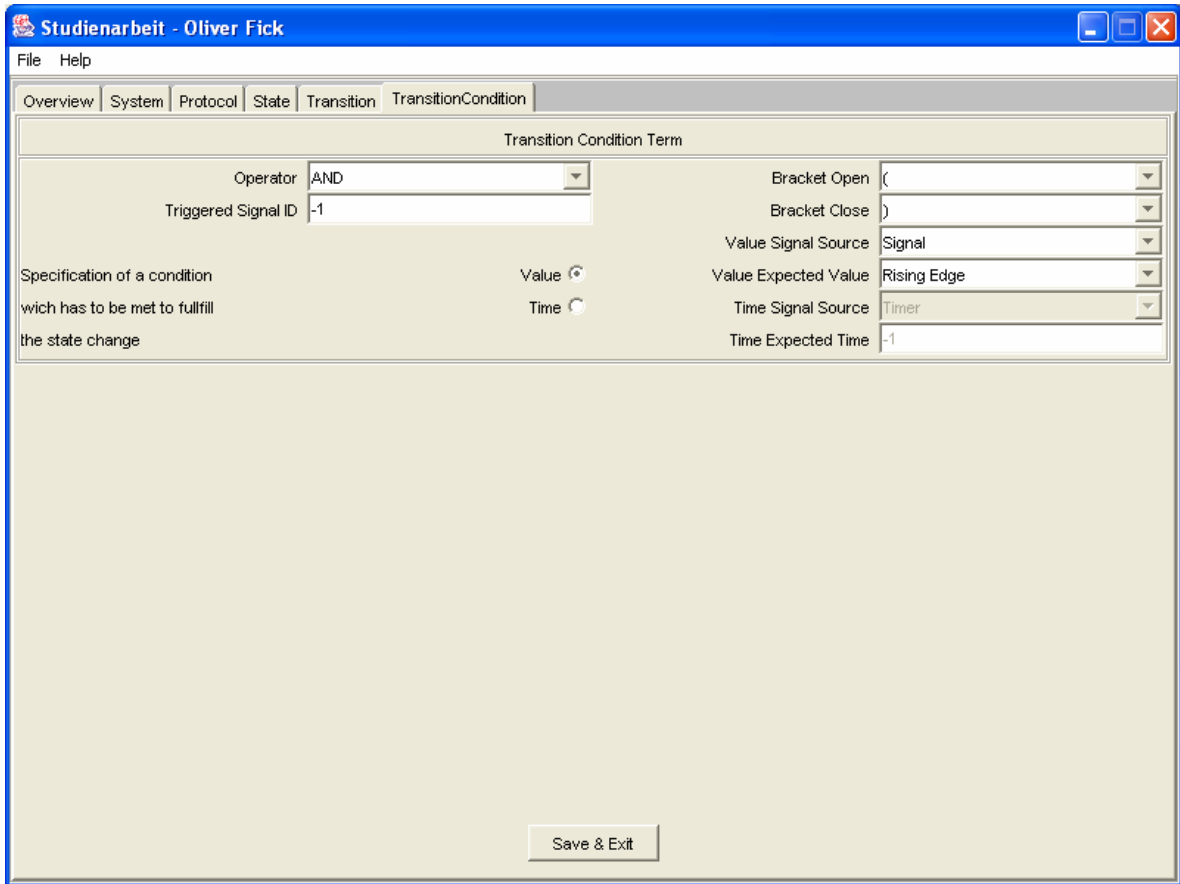 Studienarbeit - Oliver Fick
File Help
Overview System Protocol State Transition TransitionCondition
Transition Condition Term
Operator AND Bracket Open (
Triggered Signal ID -1 Bracket Close )
Value Signal Source Signal
Specification of a condition Value Value Expected Value Rising Edge
wich has to be met to fullfill Time Time Signal Source Timer
the state change Time Expected Time -1
Save & Exit